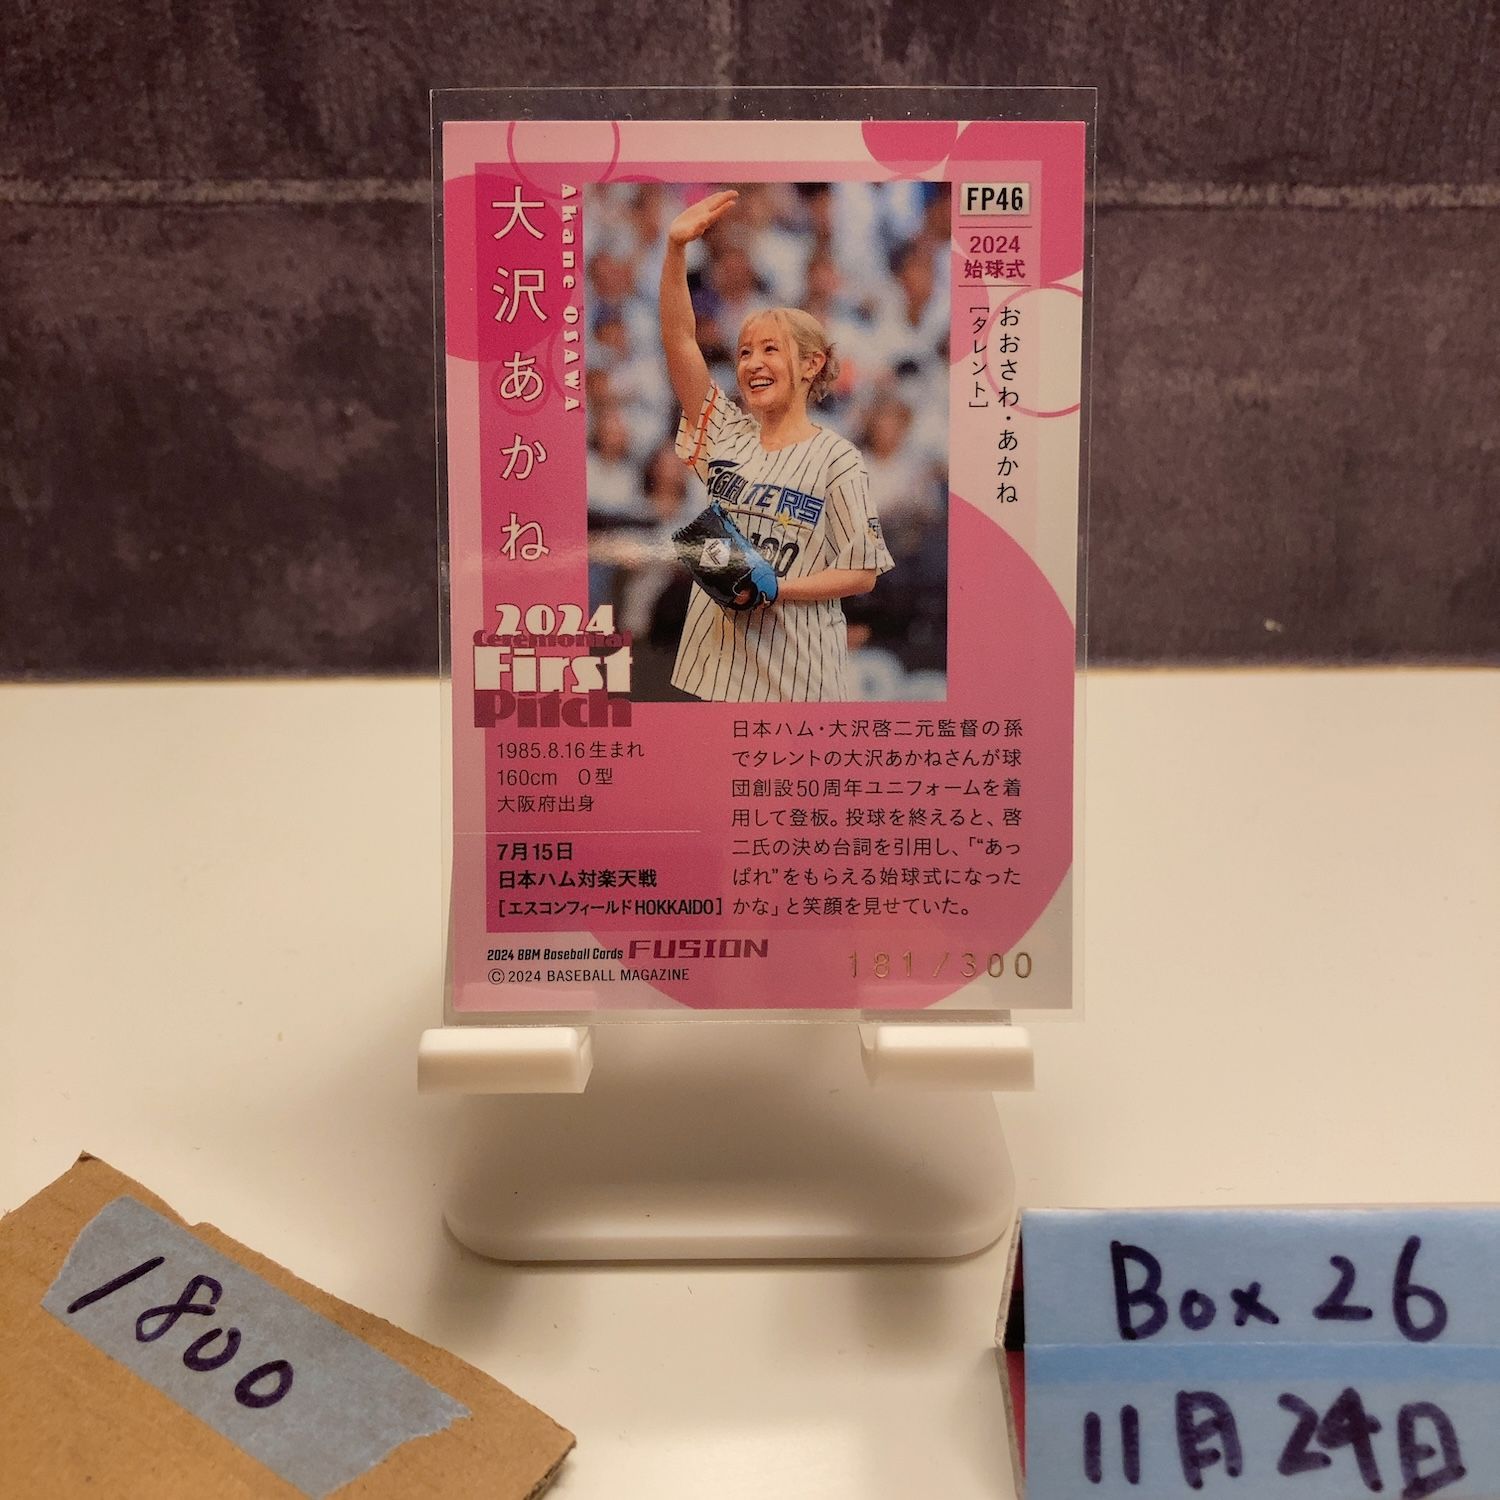 大沢あかね
Akane OSAWA
FP46
2024
始球式
おおさわ・あかね
[タレント]
FIGHTERS
100
2024
Ceremonial
First
Pitch
1985.8.16生まれ
160cm O型
大阪府出身
7月15日
日本ハム対楽天戦
[エスコンフィールドHOKKAIDO]
日本ハム・大沢啓二元監督の孫
でタレントの大沢あかねさんが球
団創設50周年ユニフォームを着
用して登板。投球を終えると、啓
二氏の決め台詞を引用し、「“あっ
ぱれ”をもらえる始球式になった
かな」と笑顔を見せていた。
2024 BBM Baseball Cards FUSION
©2024 BASEBALL MAGAZINE
181/300
1800
Box 26
11月24日